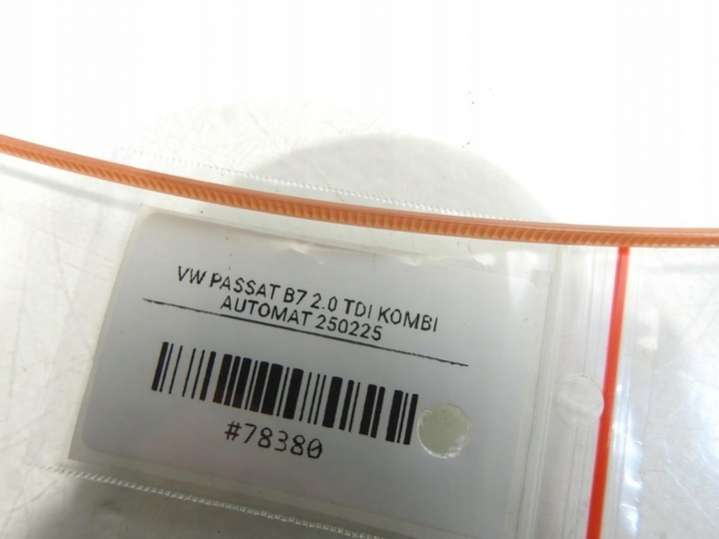 VW PASSAT B7 2.0 TDI KOMBI
AUTOMAT 250225
#78380